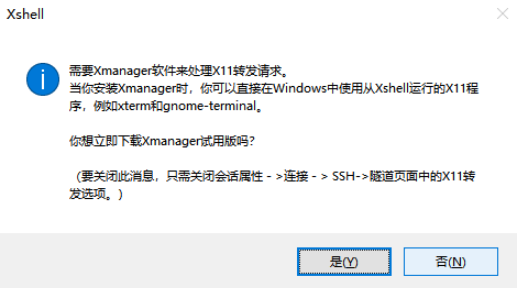 Xshell
需要Xmanager软件来处理X11转发请求。
当你安装Xmanager时，你可以直接在Windows中使用从Xshell运行的X11程
序，例如xterm和gnome-terminal。
你想立即下载Xmanager试用版吗？
（要关闭此消息，只需关闭会话属性 - >连接 - > SSH->隧道页面中的X11转
发选项。）
是(Y)
否(N)